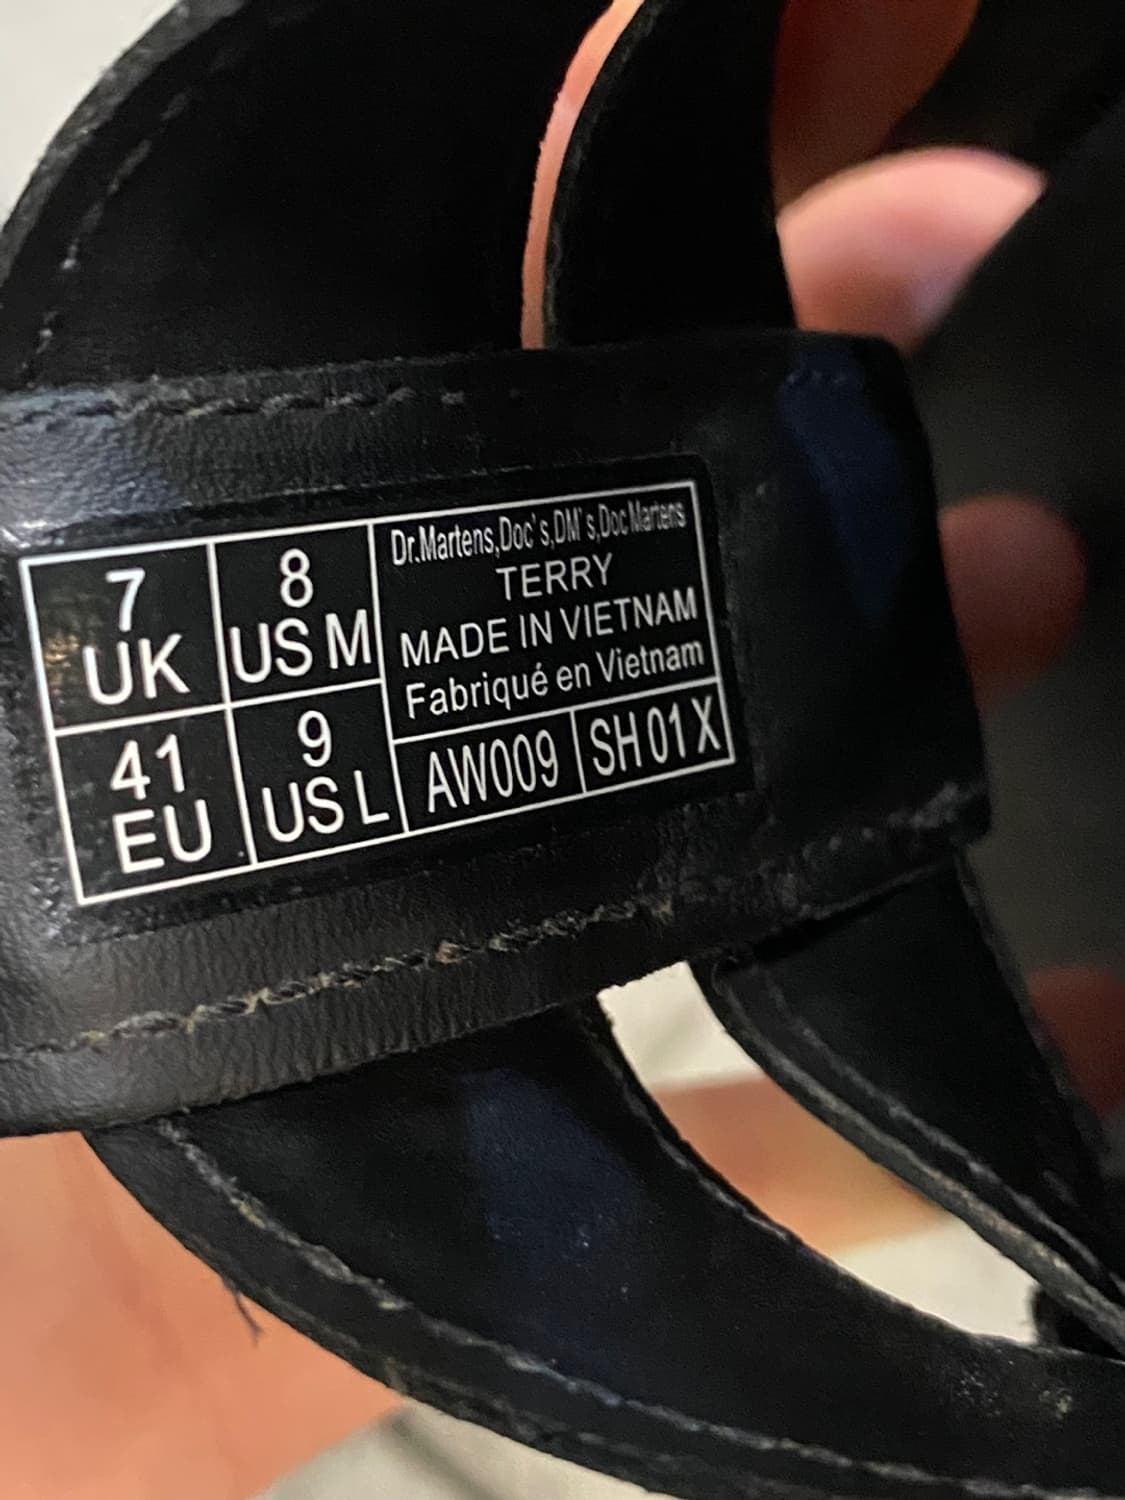 7
UK
8
US M
41
EU
9
US L
Dr.Martens,Doc's,DM's,Doc Martens
TERRY
MADE IN VIETNAM
Fabriqué en Vietnam
AW009
SH 01 X